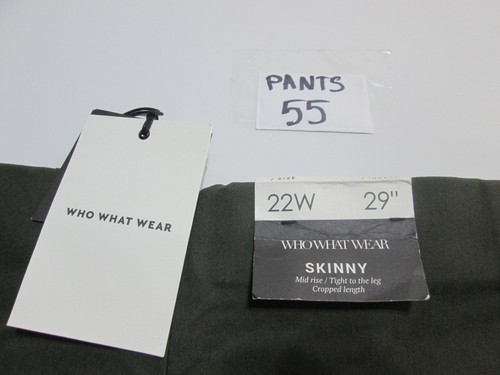 PANTS
55
22W 29"
WHO WHAT WEAR
WHO WHAT WEAR
SKINNY
Mid rise / Tight to the leg
Cropped length